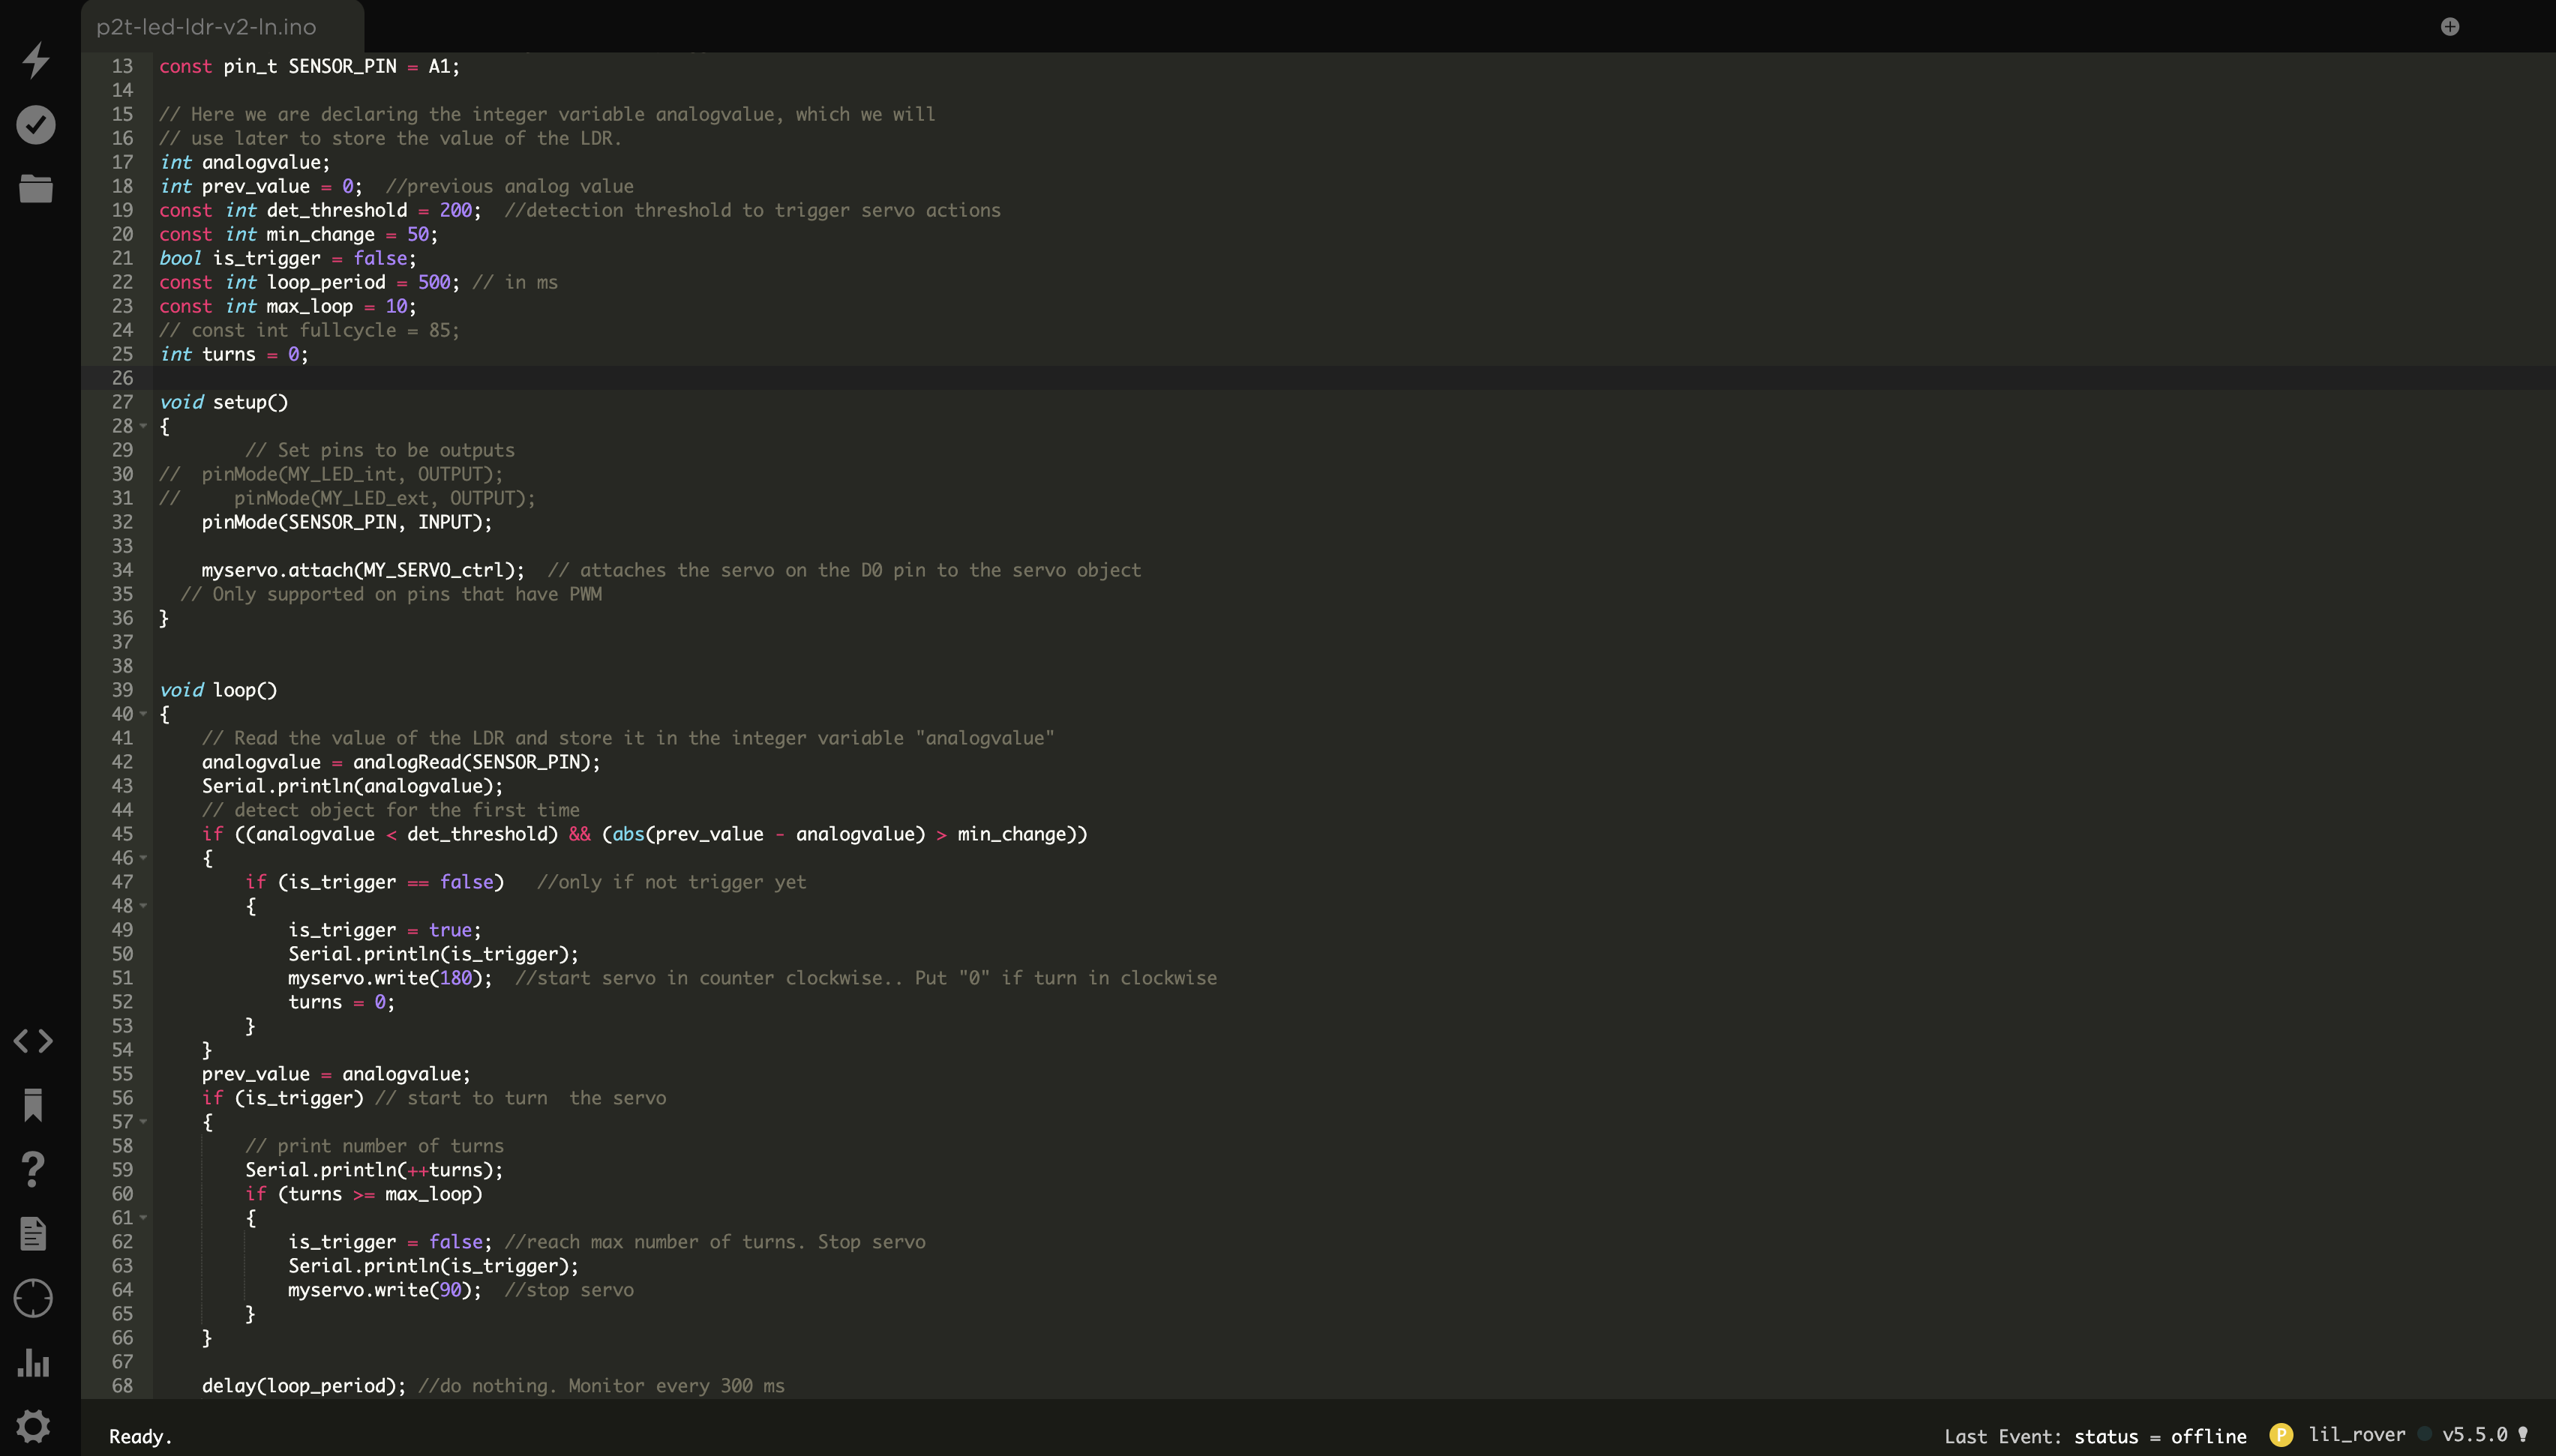 p2t-led-ldr-v2-ln.ino
13 const pin_t SENSOR_PIN = A1;
14
15 // Here we are declaring the integer variable analogvalue, which we will
16 // use later to store the value of the LDR.
17 int analogvalue;
18 int prev_value = 0;  //previous analog value
19 const int det_threshold = 200;  //detection threshold to trigger servo actions
20 const int min_change = 50;
21 bool is_trigger = false;
22 const int loop_period = 500; // in ms
23 const int max_loop = 10;
24 // const int fullcycle = 85;
25 int turns = 0;
26
27 void setup()
28 {
29         // Set pins to be outputs
30 //  pinMode(MY_LED_int, OUTPUT);
31 //     pinMode(MY_LED_ext, OUTPUT);
32     pinMode(SENSOR_PIN, INPUT);
33
34     myservo.attach(MY_SERVO_ctrl);  // attaches the servo on the D0 pin to the servo object
35   // Only supported on pins that have PWM
36 }
37
38
39 void loop()
40 {
41     // Read the value of the LDR and store it in the integer variable "analogvalue"
42     analogvalue = analogRead(SENSOR_PIN);
43     Serial.println(analogvalue);
44     // detect object for the first time
45     if ((analogvalue < det_threshold) && (abs(prev_value - analogvalue) > min_change))
46     {
47         if (is_trigger == false)   //only if not trigger yet
48         {
49             is_trigger = true;
50             Serial.println(is_trigger);
51             myservo.write(180);  //start servo in counter clockwise.. Put "0" if turn in clockwise
52             turns = 0;
53         }
54     }
55     prev_value = analogvalue;
56     if (is_trigger) // start to turn  the servo
57     {
58         // print number of turns
59         Serial.println(++turns);
60         if (turns >= max_loop)
61         {
62             is_trigger = false; //reach max number of turns. Stop servo
63             Serial.println(is_trigger);
64             myservo.write(90);  //stop servo
65         }
66     }
67
68     delay(loop_period); //do nothing. Monitor every 300 ms
Ready.
Last Event: status = offline P lil_rover v5.5.0